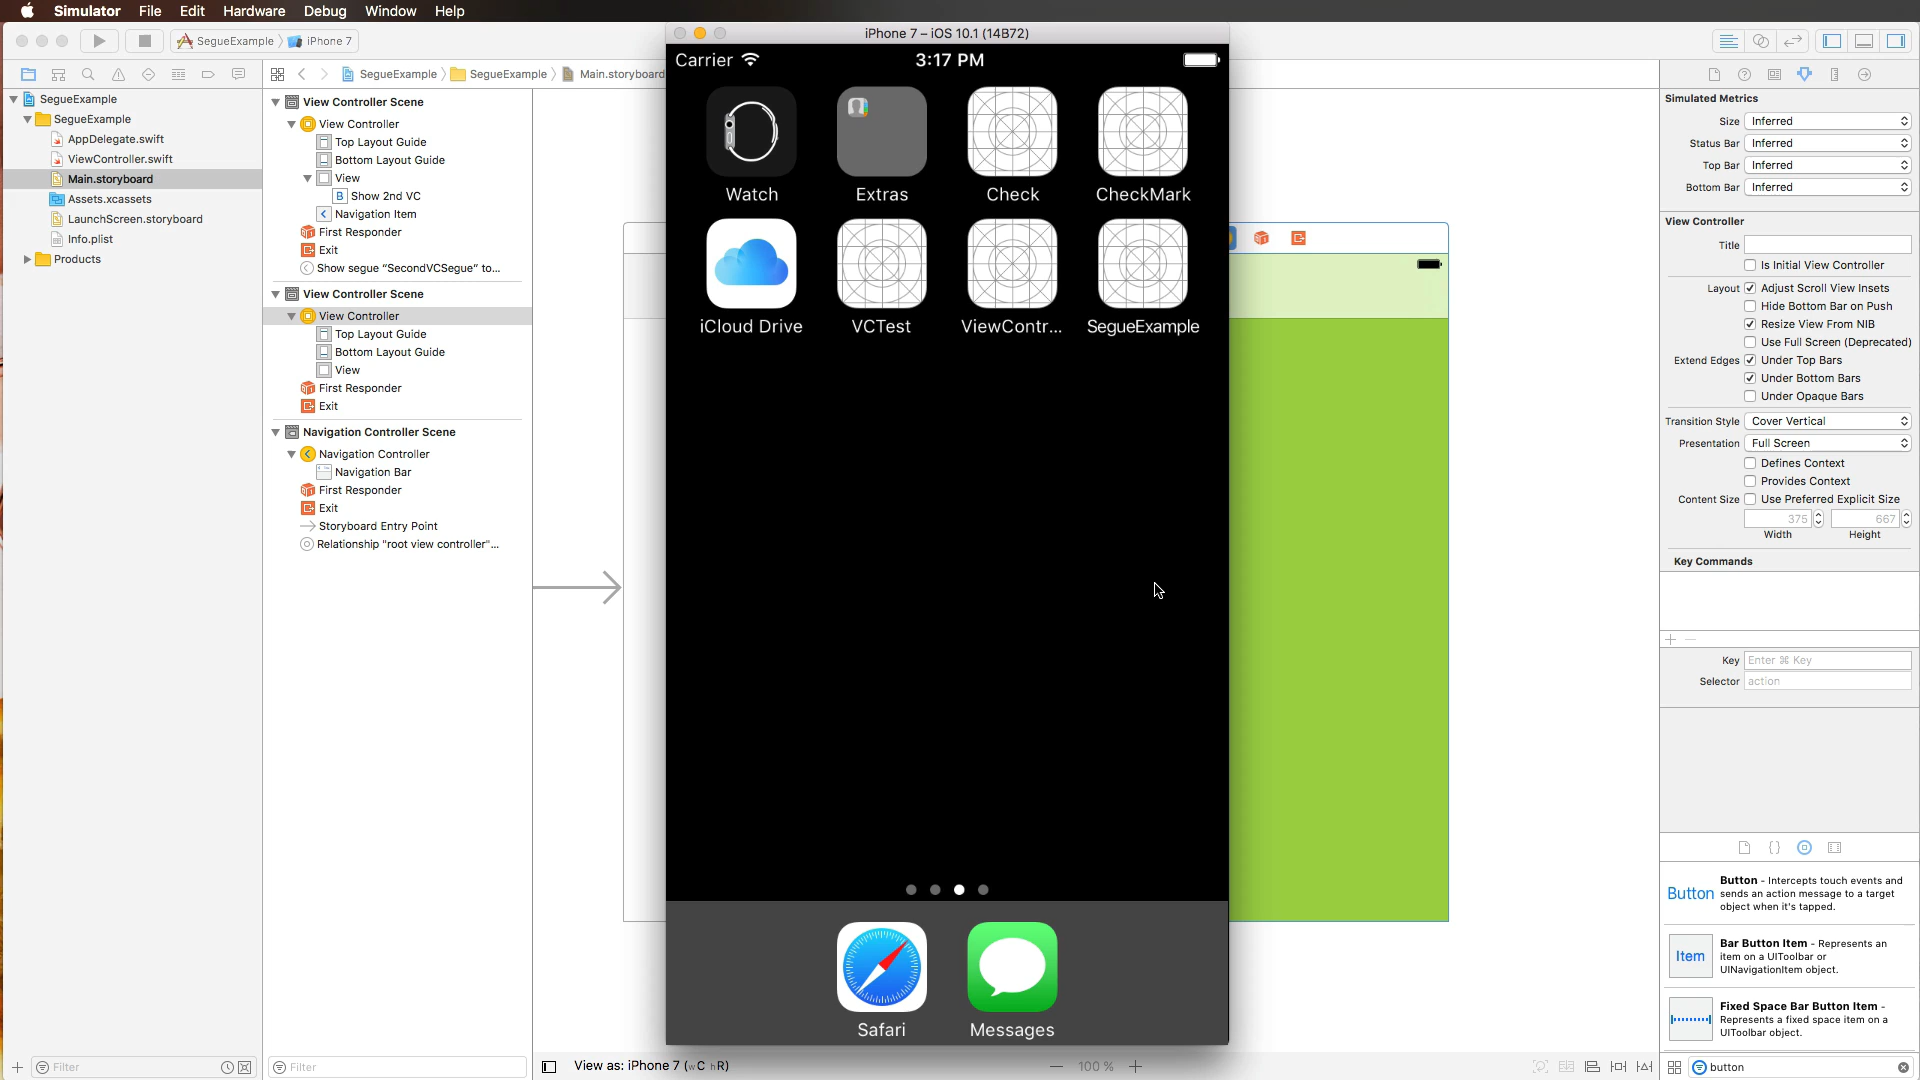 Simulator File Edit Hardware Debug Window Help
SegueExample iPhone 7
iPhone 7 – iOS 10.1 (14B72)
SegueExample SegueExample Main.storyboard
SegueExample
SegueExample
AppDelegate.swift
ViewController.swift
Main.storyboard
Assets.xcassets
LaunchScreen.storyboard
Info.plist
Products
Filter
View Controller Scene
View Controller
Top Layout Guide
Bottom Layout Guide
View
B Show 2nd VC
Navigation Item
First Responder
Exit
Show segue “SecondVCSegue” to...
View Controller Scene
View Controller
Top Layout Guide
Bottom Layout Guide
View
First Responder
Exit
Navigation Controller Scene
Navigation Controller
Navigation Bar
First Responder
Exit
Storyboard Entry Point
Relationship “root view controller”...
Filter
Carrier 3:17 PM
Watch Extras Check CheckMark
iCloud Drive VCTest ViewContr... SegueExample
Safari Messages
View as: iPhone 7 (wC hR)
100 %
Simulated Metrics
Size Inferred
Status Bar Inferred
Top Bar Inferred
Bottom Bar Inferred
View Controller
Title
Is Initial View Controller
Layout Adjust Scroll View Insets
Hide Bottom Bar on Push
Resize View From NIB
Use Full Screen (Deprecated)
Extend Edges Under Top Bars
Under Bottom Bars
Under Opaque Bars
Transition Style Cover Vertical
Presentation Full Screen
Defines Context
Provides Context
Content Size Use Preferred Explicit Size
375 667
Width Height
Key Commands
Key Enter ⌘ Key
Selector action
Button
Button - Intercepts touch events and
sends an action message to a target
object when it's tapped.
Item
Bar Button Item - Represents an
item on a UIToolbar or
UINavigationItem object.
Fixed Space Bar Button Item -
Represents a fixed space item on a
UIToolbar object.
button